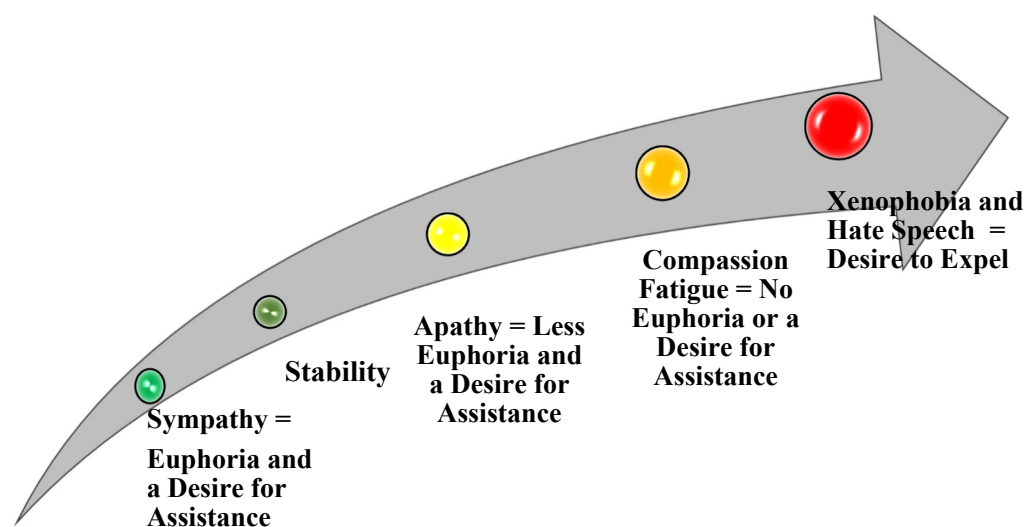 Sympathy =
Euphoria and
a Desire for
Assistance
Stability
Apathy = Less
Euphoria and
a Desire for
Assistance
Compassion
Fatigue = No
Euphoria or a
Desire for
Assistance
Xenophobia and
Hate Speech =
Desire to Expel